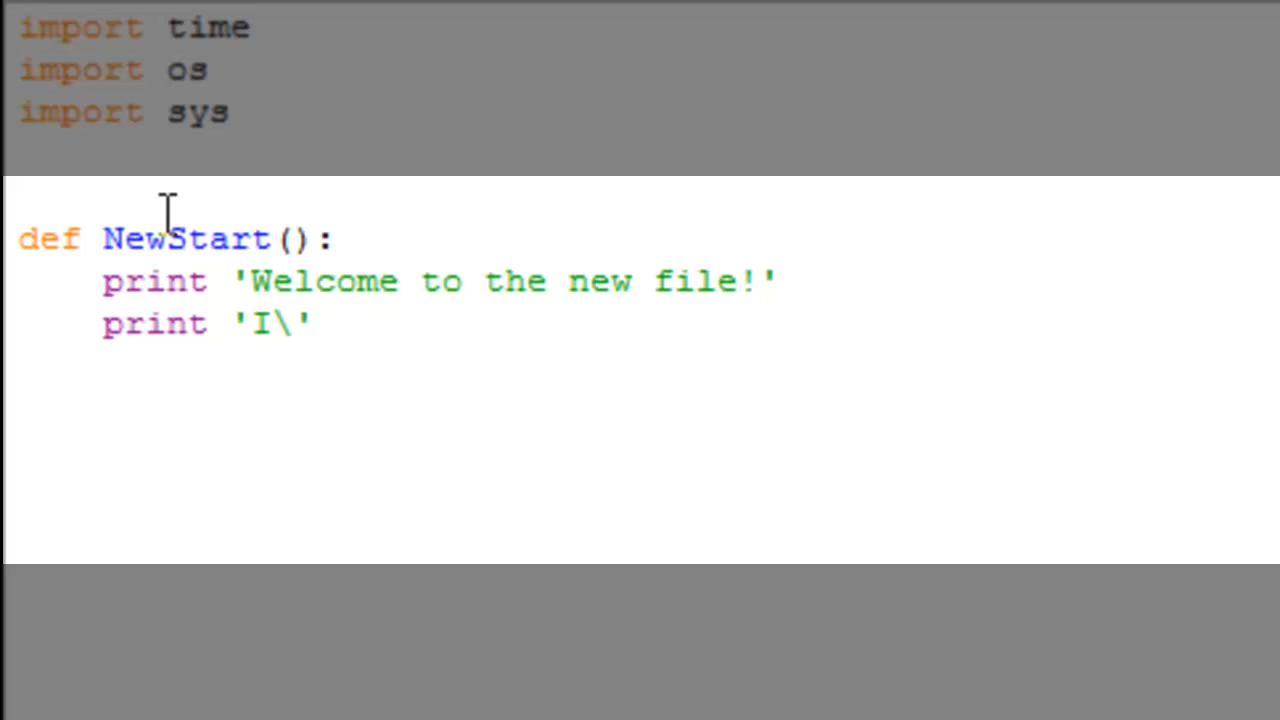 import time
import os
import sys
def NewStart():
    print 'Welcome to the new file!'
    print 'I\'